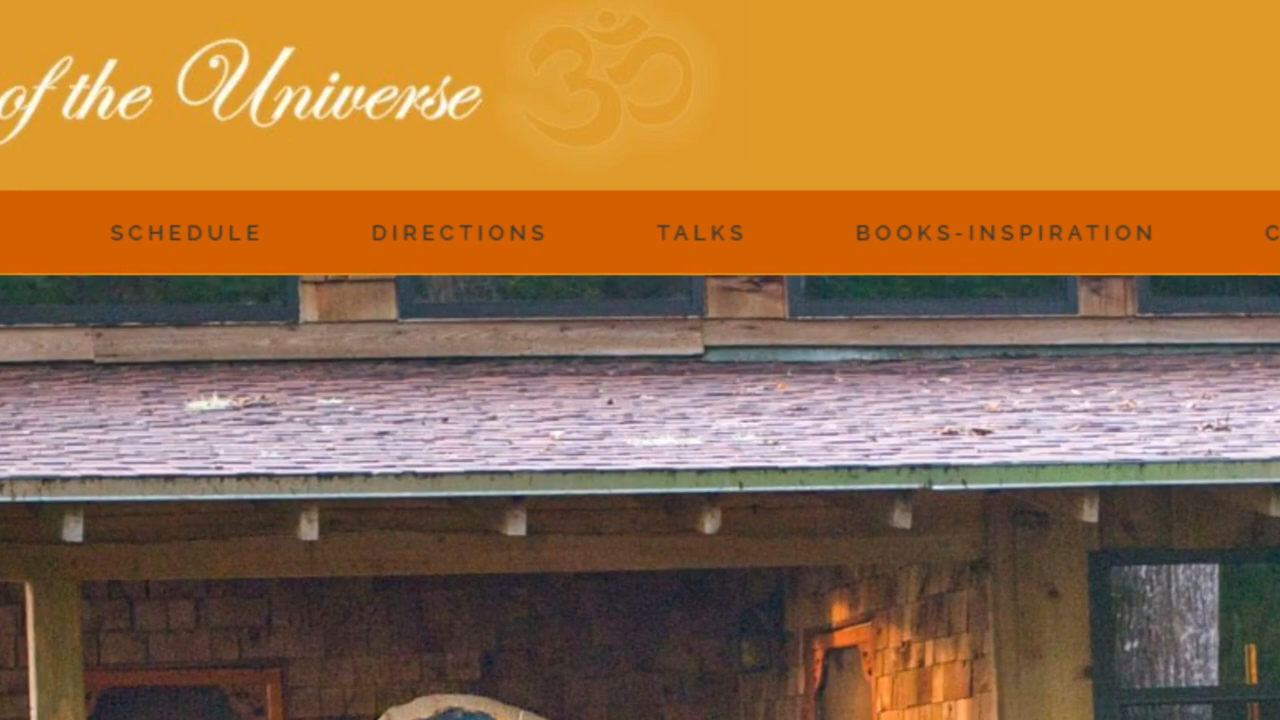 of the Universe ॐ
SCHEDULE DIRECTIONS TALKS BOOKS-INSPIRATION C